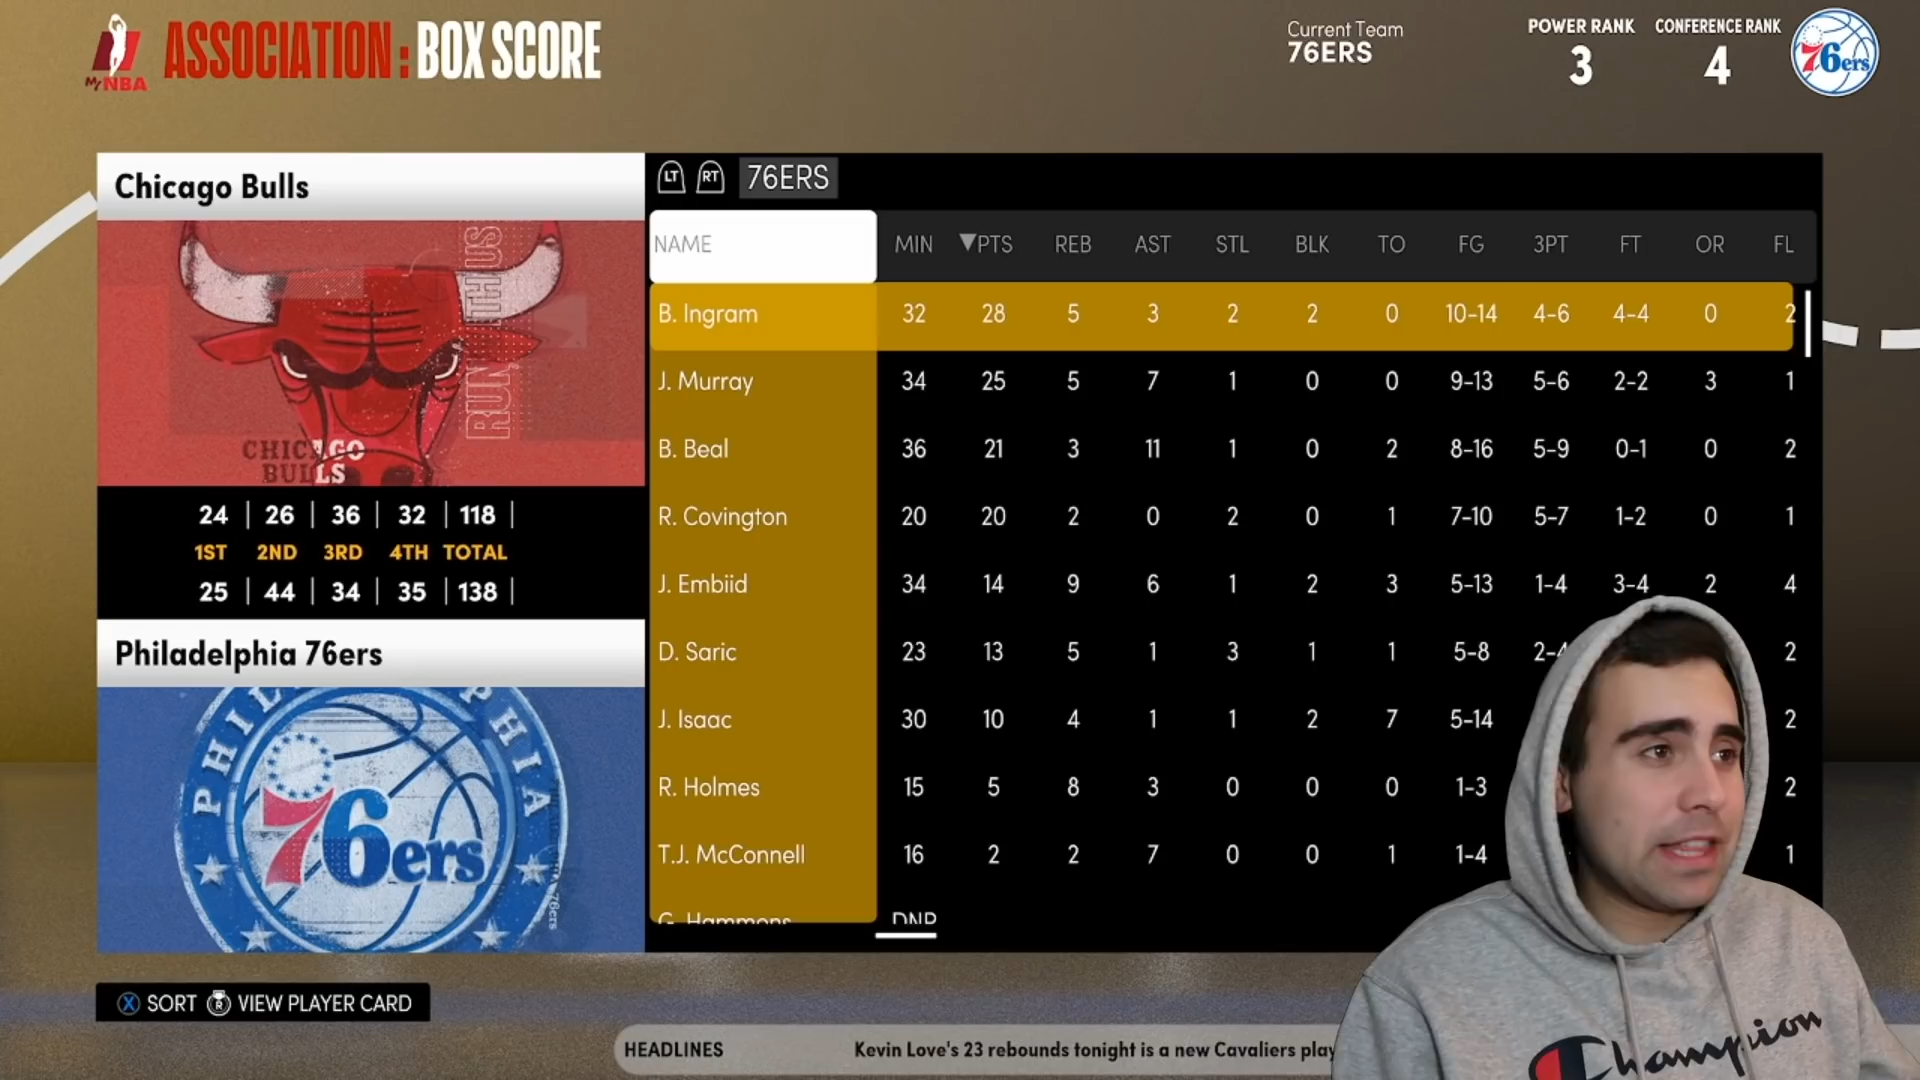 MyNBA
ASSOCIATION : BOX SCORE
Current Team
76ERS
POWER RANK
3
CONFERENCE RANK
4
76ers
Chicago Bulls
RUN WITH US
CHICAGO
BULLS
24 | 26 | 36 | 32 | 118 |
1ST 2ND 3RD 4TH TOTAL
25 | 44 | 34 | 35 | 138 |
Philadelphia 76ers
PHILADELPHIA
76ers
LT RT 76ERS
NAME MIN ▼PTS REB AST STL BLK TO FG 3PT FT OR FL
B. Ingram 32 28 5 3 2 2 0 10-14 4-6 4-4 0 2
J. Murray 34 25 5 7 1 0 0 9-13 5-6 2-2 3 1
B. Beal 36 21 3 11 1 0 2 8-16 5-9 0-1 0 2
R. Covington 20 20 2 0 2 0 1 7-10 5-7 1-2 0 1
J. Embiid 34 14 9 6 1 2 3 5-13 1-4 3-4 2 4
D. Saric 23 13 5 1 3 1 1 5-8 2-4 2
J. Isaac 30 10 4 1 1 2 7 5-14 2
R. Holmes 15 5 8 3 0 0 0 1-3 2
T.J. McConnell 16 2 2 7 0 0 1 1-4 1
G. Hammons DNP
X SORT R VIEW PLAYER CARD
HEADLINES Kevin Love's 23 rebounds tonight is a new Cavaliers play
Champion